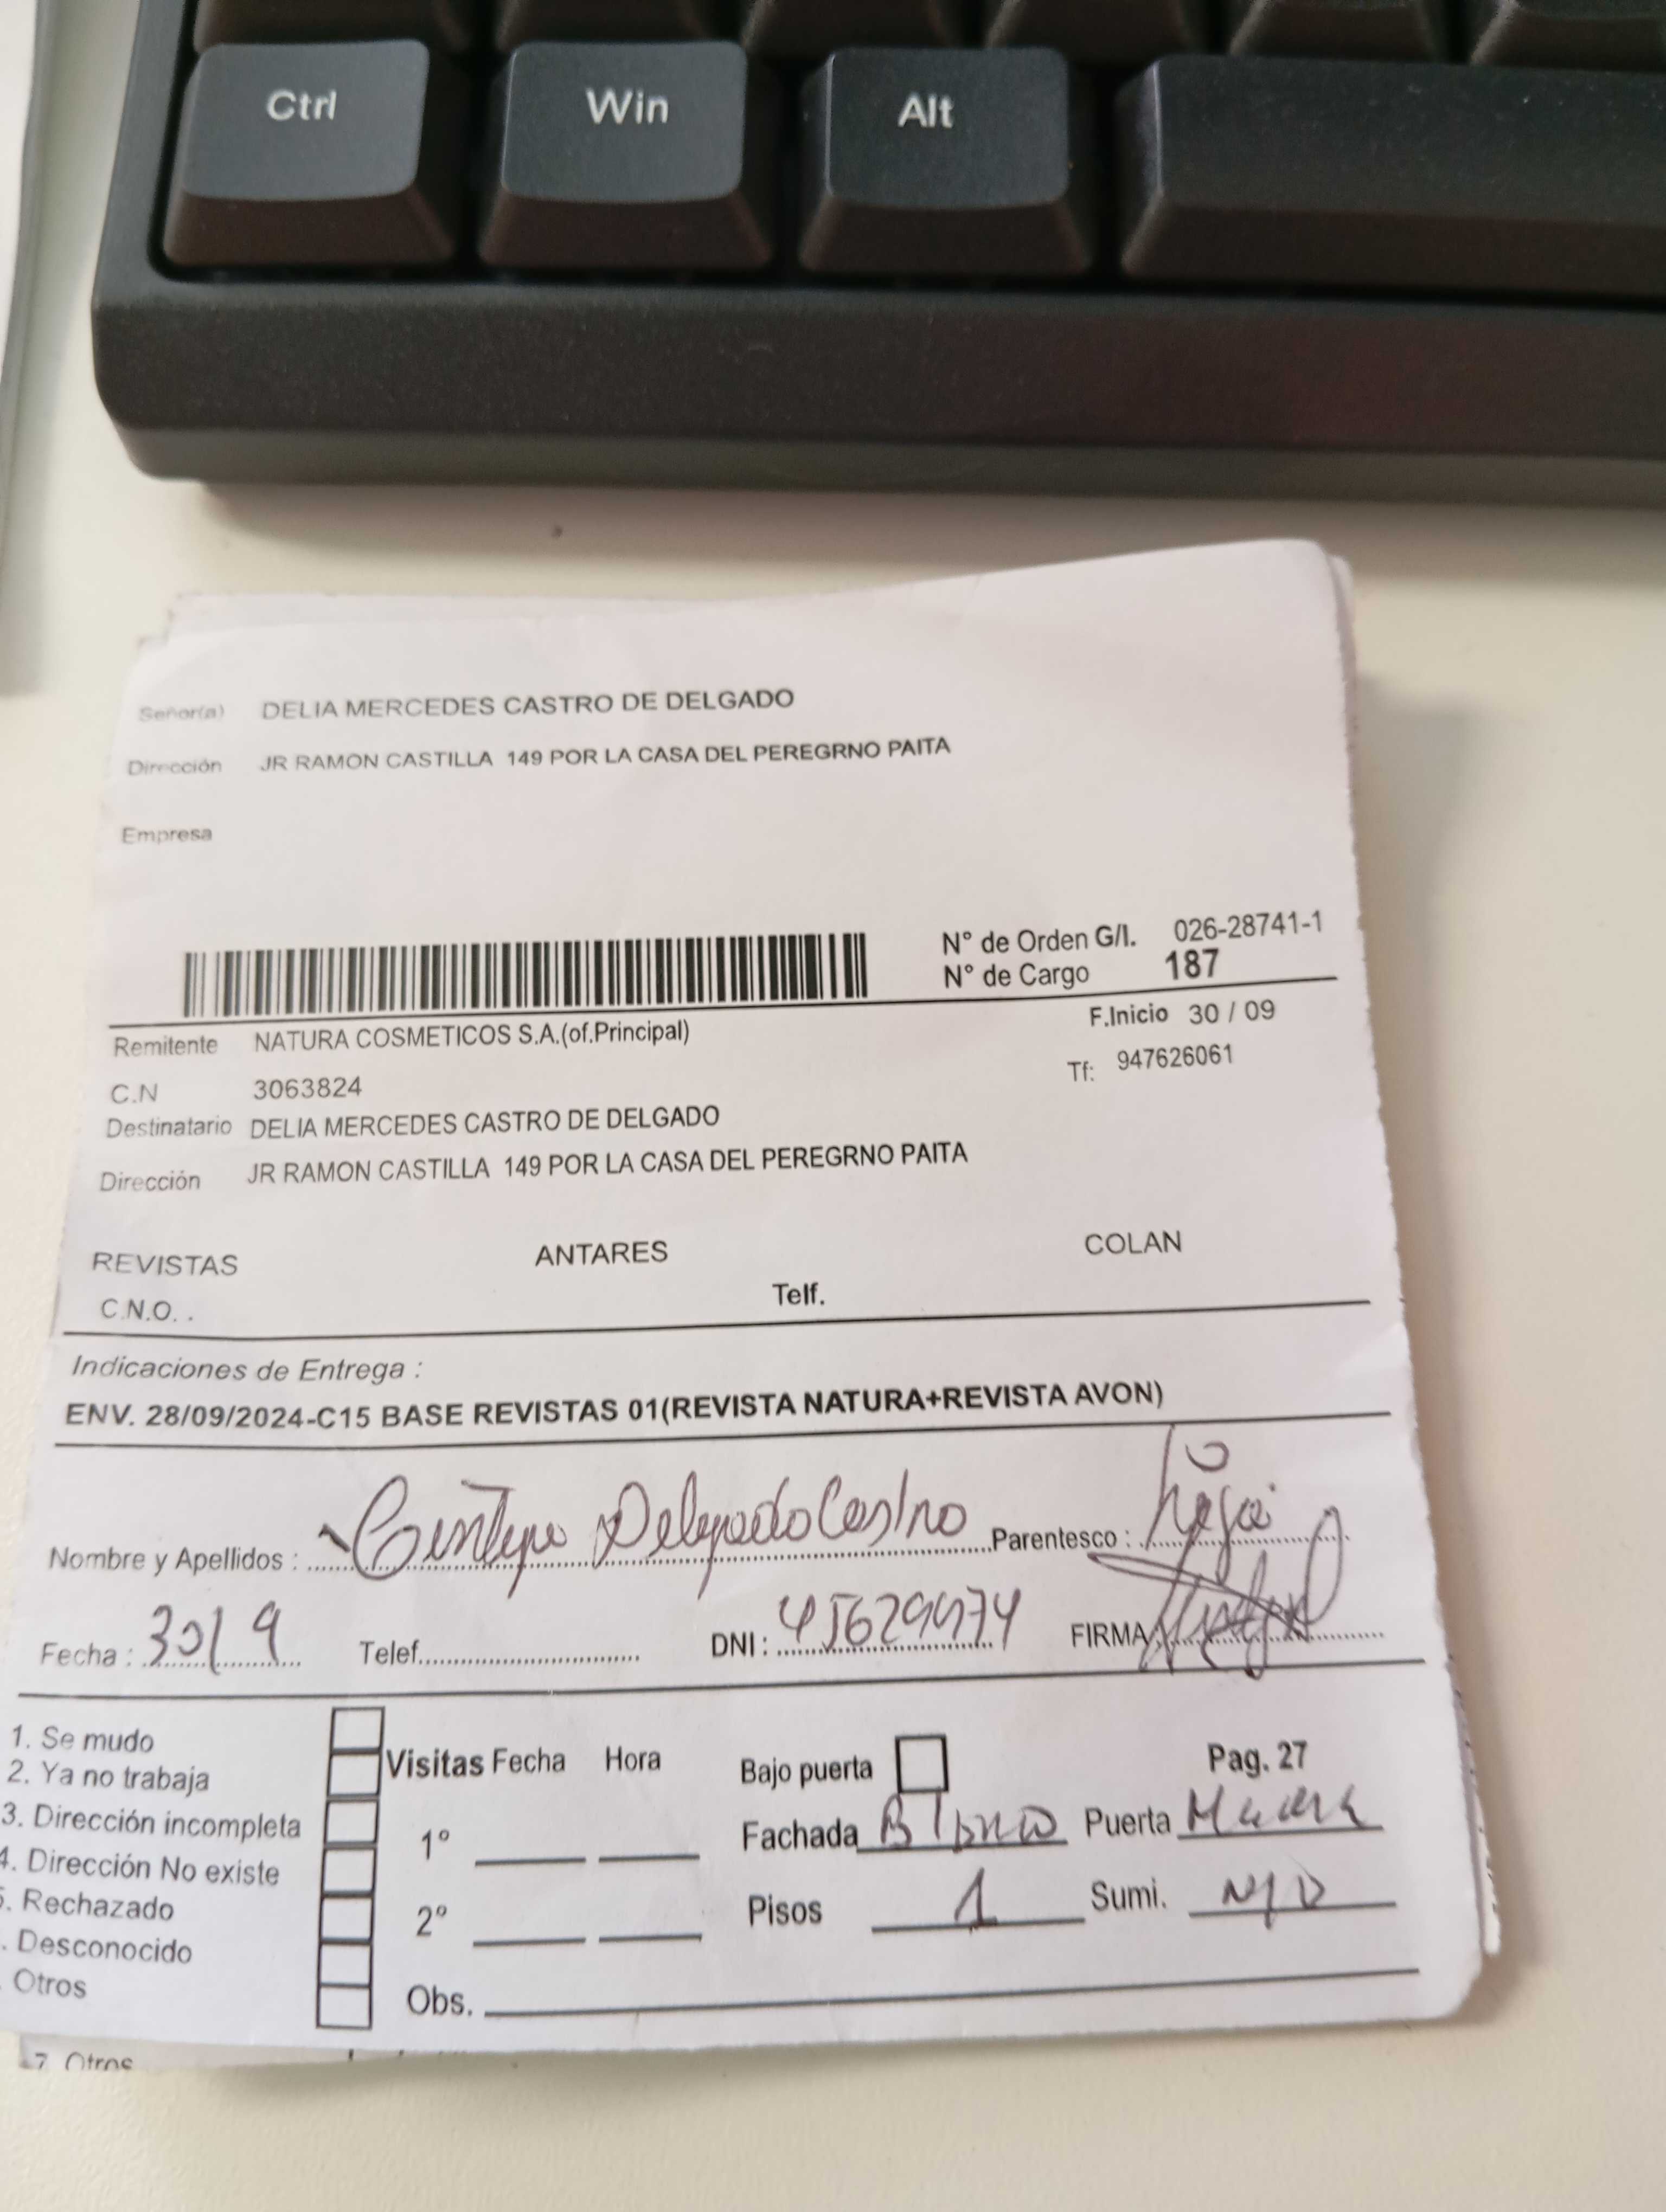 Ctrl Win Alt
Señor(a) DELIA MERCEDES CASTRO DE DELGADO
Dirección JR RAMON CASTILLA 149 POR LA CASA DEL PEREGRNO PAITA
Empresa
N° de Orden G/I. 026-28741-1
N° de Cargo 187
Remitente NATURA COSMETICOS S.A.(of.Principal) F.Inicio 30 / 09
C.N 3063824 Tf: 947626061
Destinatario DELIA MERCEDES CASTRO DE DELGADO
Dirección JR RAMON CASTILLA 149 POR LA CASA DEL PEREGRNO PAITA
REVISTAS ANTARES COLAN
C.N.O. . Telf.
Indicaciones de Entrega :
ENV. 28/09/2024-C15 BASE REVISTAS 01(REVISTA NATURA+REVISTA AVON)
Nombre y Apellidos : Delgado Castro Parentesco :
Fecha : 30/9 Telef. DNI : FIRMA
1. Se mudo
2. Ya no trabaja Visitas Fecha Hora Bajo puerta Pag. 27
3. Dirección incompleta 1° Fachada Blanco Puerta
4. Dirección No existe
5. Rechazado 2° Pisos 1 Sumi. N/D
. Desconocido
. Otros Obs.
7. Otros